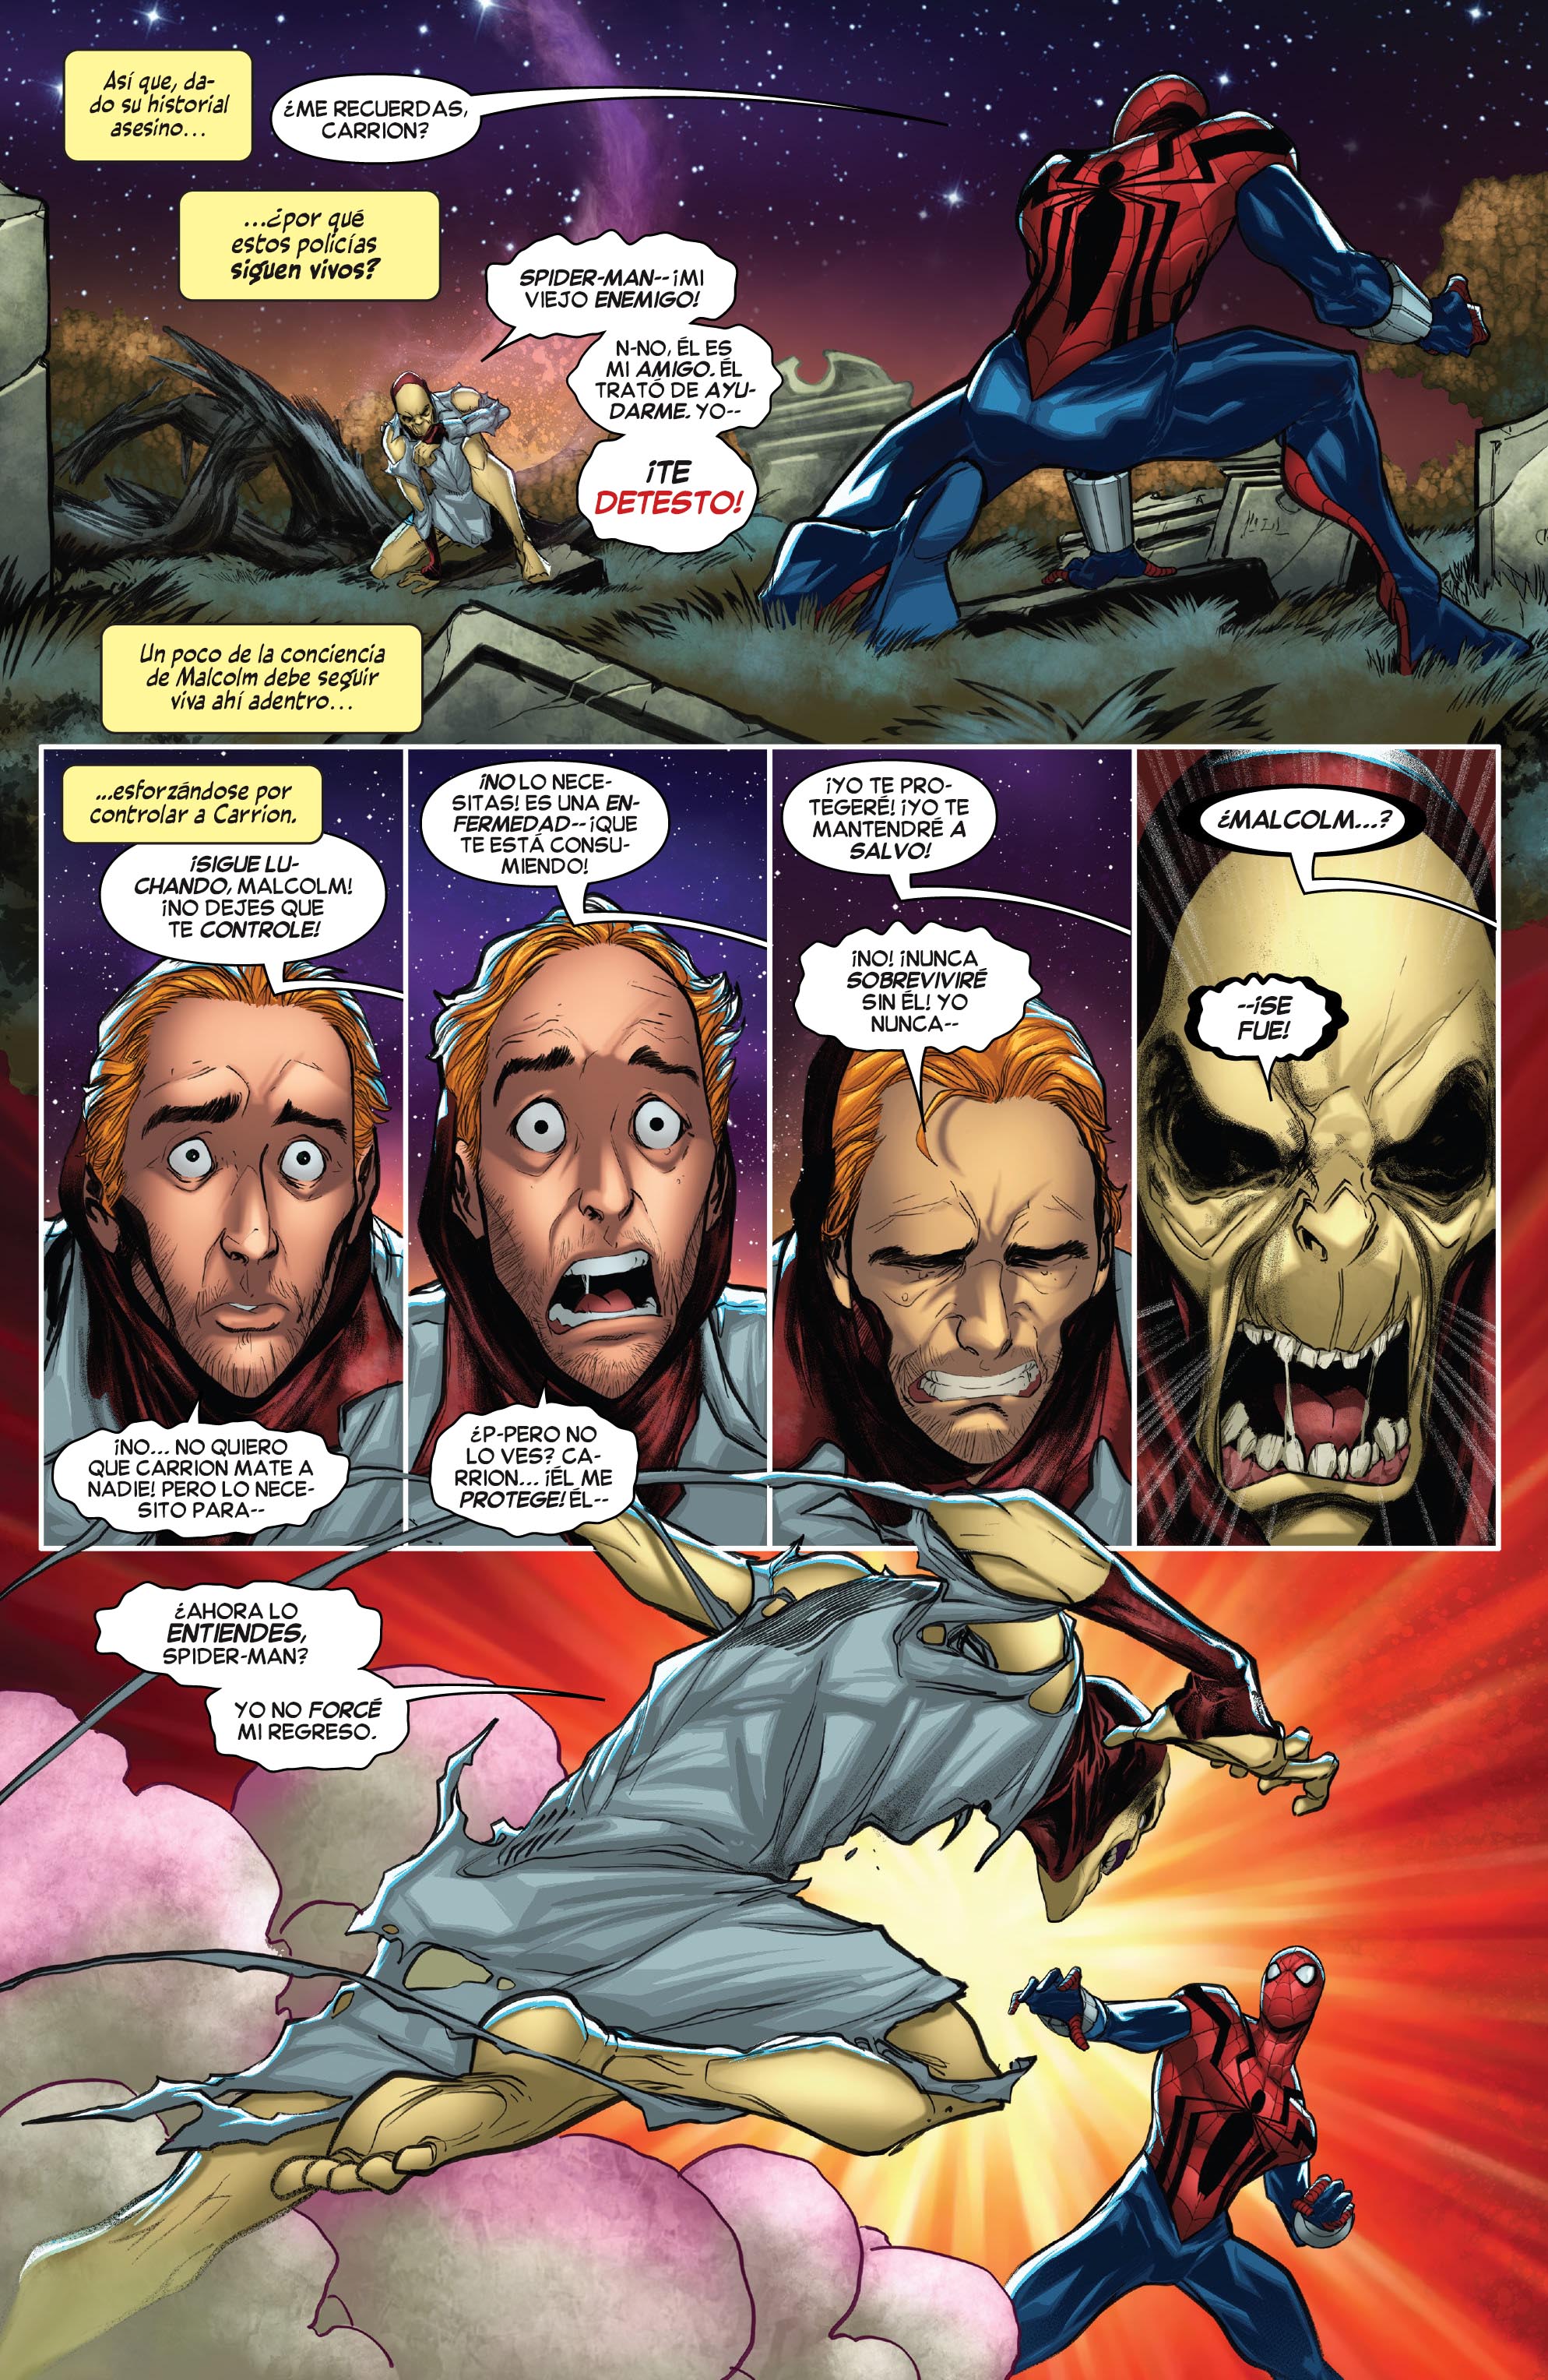 Así que, da-
do su historial
asesino...
¿ME RECUERDAS,
CARRION?
...¿por qué
estos policías
siguen vivos?
SPIDER-MAN--¡MI
VIEJO ENEMIGO!
N-NO, ÉL ES
MI AMIGO. ÉL
TRATÓ DE AYU-
DARME. YO--
¡TE
DETESTO!
Un poco de la conciencia
de Malcolm debe seguir
viva ahí adentro...
...esforzándose por
controlar a Carrion.
¡SIGUE LU-
CHANDO, MALCOLM!
¡NO DEJES QUE
TE CONTROLE!
¡NO... NO QUIERO
QUE CARRION MATE A
NADIE! PERO LO NECE-
SITO PARA--
¡NO LO NECE-
SITAS! ES UNA EN-
FERMEDAD--¡QUE
TE ESTÁ CONSU-
MIENDO!
¿P-PERO NO
LO VES? CA-
RRION... ¡ÉL ME
PROTEGE! ÉL--
¡YO TE PRO-
TEGERÉ! ¡YO TE
MANTENDRÉ A
SALVO!
¡NO! ¡NUNCA
SOBREVIVIRÉ
SIN ÉL! YO
NUNCA--
¿MALCOLM...?
--¡SE
FUE!
¿AHORA LO
ENTIENDES,
SPIDER-MAN?
YO NO FORCÉ
MI REGRESO.